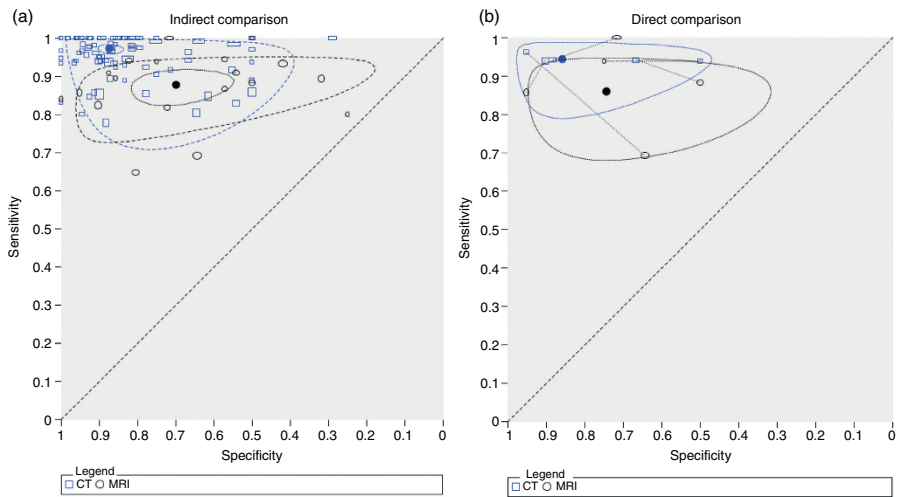 (a)
Indirect comparison
1
0.9
0.8
0.7
0.6
0.5
0.4
0.3
0.2
0.1
0
Sensitivity
1 0.9 0.8 0.7 0.6 0.5 0.4 0.3 0.2 0.1 0
Specificity
Legend
CT MRI
(b)
Direct comparison
1
0.9
0.8
0.7
0.6
0.5
0.4
0.3
0.2
0.1
0
Sensitivity
1 0.9 0.8 0.7 0.6 0.5 0.4 0.3 0.2 0.1 0
Specificity
Legend
CT MRI